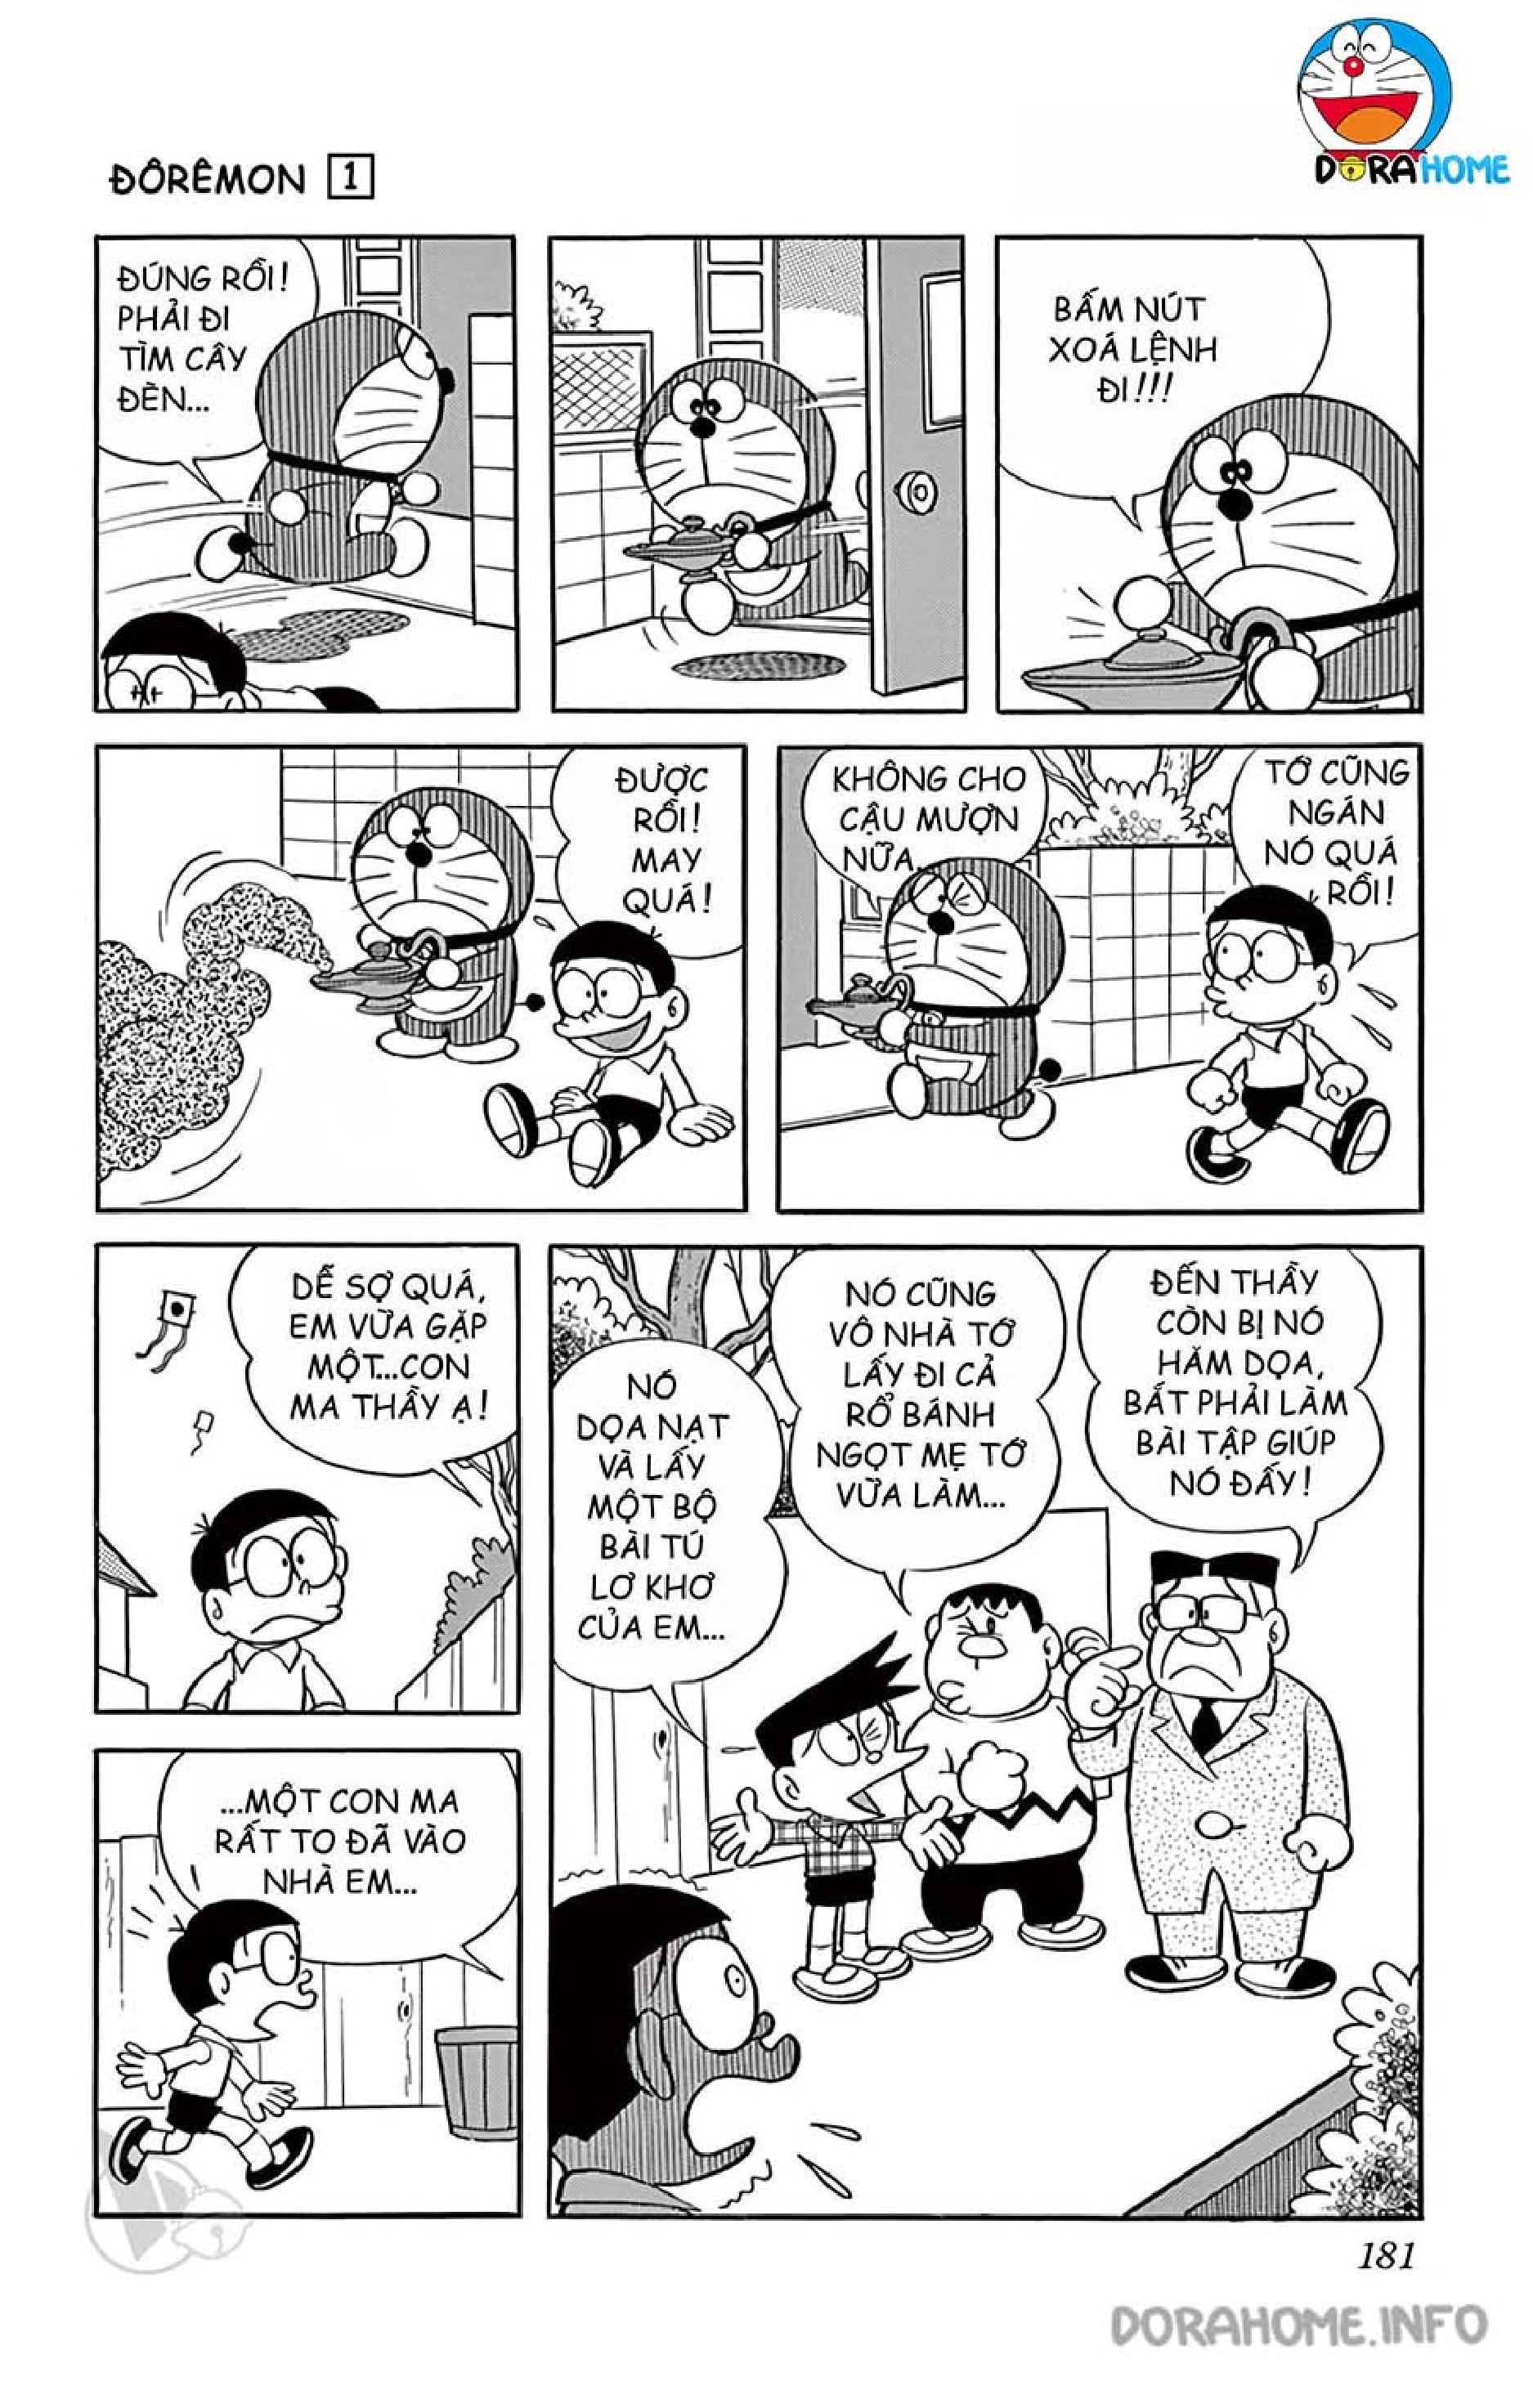 DORAHOME
ĐÔRÊMON 1
ĐÚNG RỒI!
PHẢI ĐI
TÌM CÂY
ĐÈN...
BẤM NÚT
XOÁ LỆNH
ĐI!!!
ĐƯỢC
RỒI!
MAY
QUÁ!
KHÔNG CHO
CẬU MƯỢN
NỮA.
TỚ CŨNG
NGÁN
NÓ QUÁ
RỒI!
DỄ SỢ QUÁ,
EM VỪA GẶP
MỘT...CON
MA THẦY Ạ!
...MỘT CON MA
RẤT TO ĐÃ VÀO
NHÀ EM...
NÓ
DỌA NẠT
VÀ LẤY
MỘT BỘ
BÀI TÚ
LƠ KHƠ
CỦA EM...
NÓ CŨNG
VÔ NHÀ TỚ
LẤY ĐI CẢ
RỔ BÁNH
NGỌT MẸ TỚ
VỪA LÀM...
ĐẾN THẦY
CÒN BỊ NÓ
HĂM DỌA,
BẮT PHẢI LÀM
BÀI TẬP GIÚP
NÓ ĐẤY!
181
DORAHOME.INFO